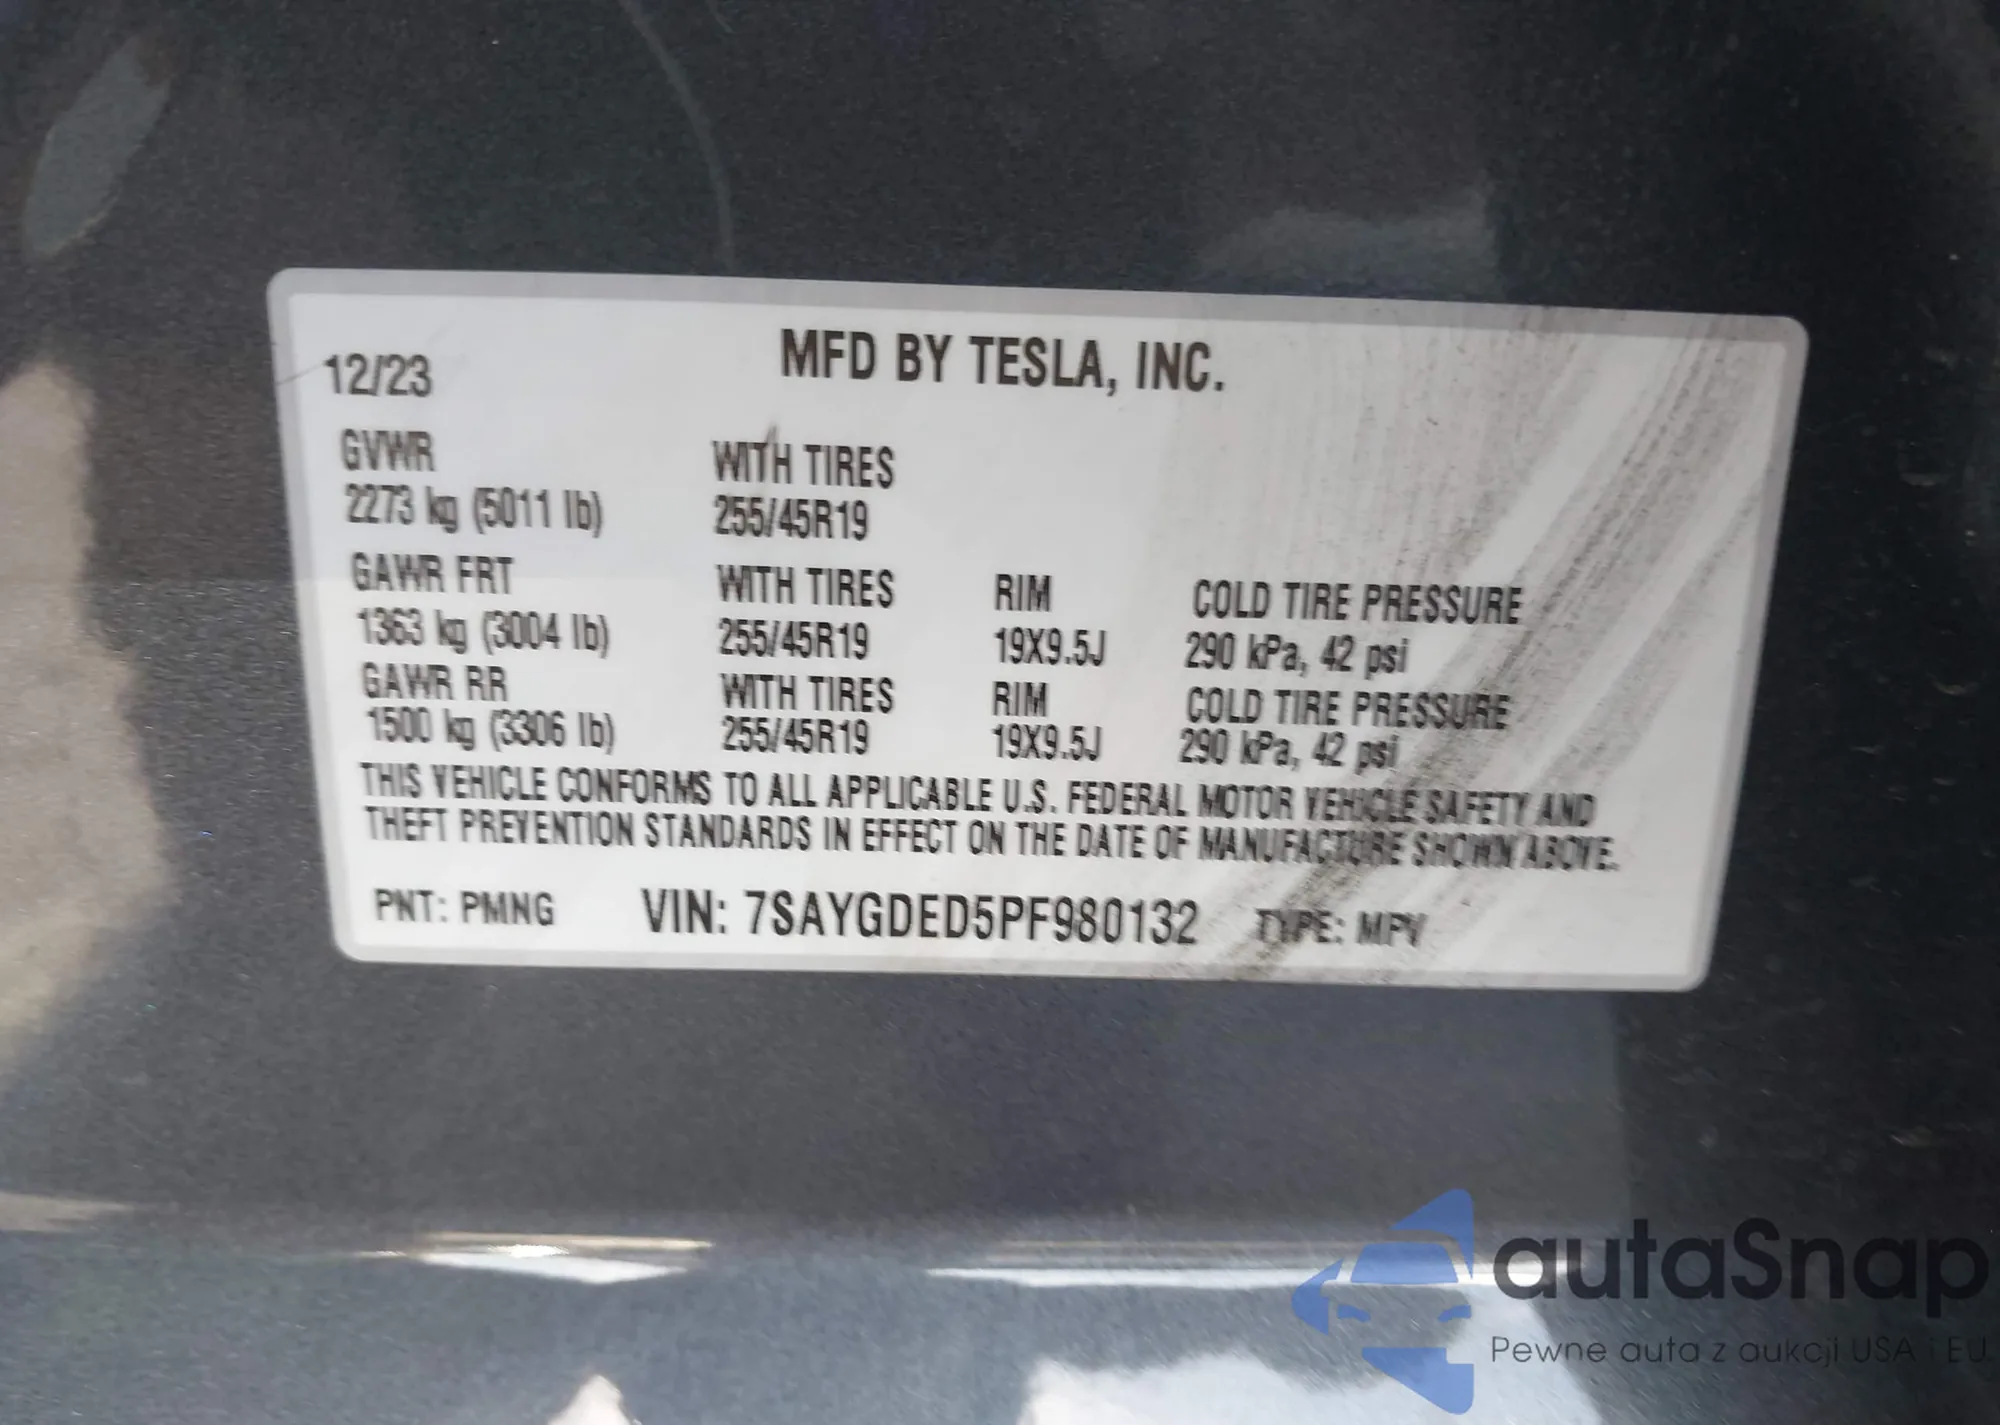 12/23 MFD BY TESLA, INC.
GVWR WITH TIRES
2273 kg (5011 lb) 255/45R19
GAWR FRT WITH TIRES RIM COLD TIRE PRESSURE
1363 kg (3004 lb) 255/45R19 19X9.5J 290 kPa, 42 psi
GAWR RR WITH TIRES RIM COLD TIRE PRESSURE
1500 kg (3306 lb) 255/45R19 19X9.5J 290 kPa, 42 psi
THIS VEHICLE CONFORMS TO ALL APPLICABLE U.S. FEDERAL MOTOR VEHICLE SAFETY AND
THEFT PREVENTION STANDARDS IN EFFECT ON THE DATE OF MANUFACTURE SHOWN ABOVE.
PNT: PMNG VIN: 7SAYGDED5PF980132 TYPE: MPV
autaSnap
Pewne auta z aukcji USA i EU